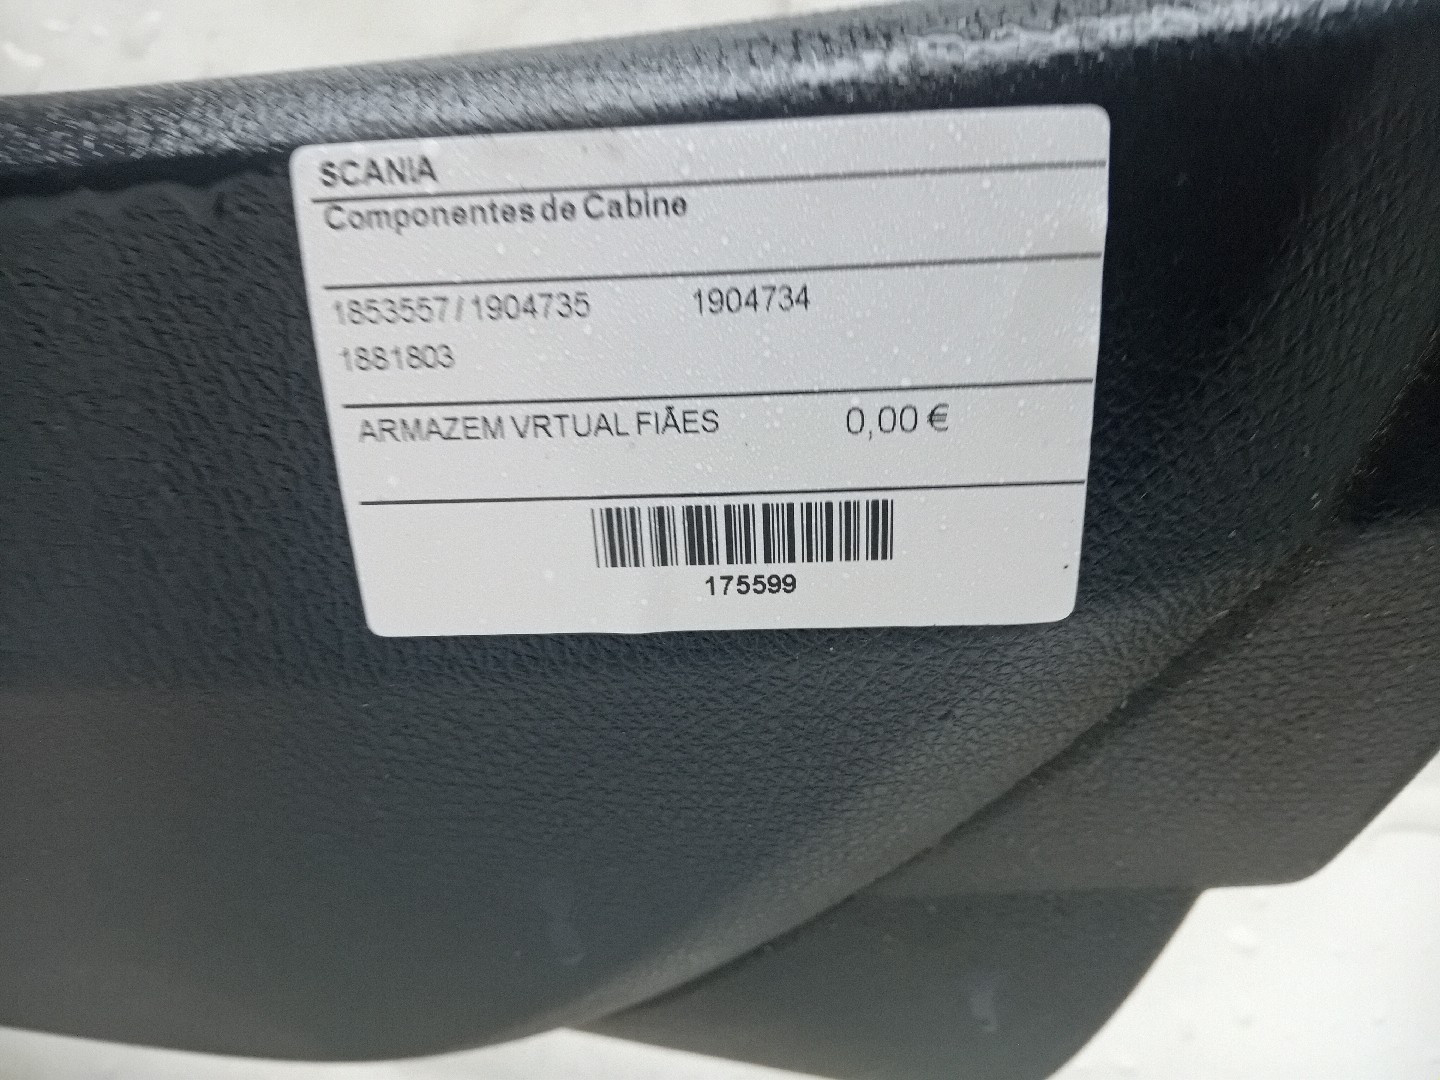 SCANIA
Componentes de Cabine
1853557 / 1904735 1904734
1881803
ARMAZEM VRTUAL FIÃES 0,00 €
175599